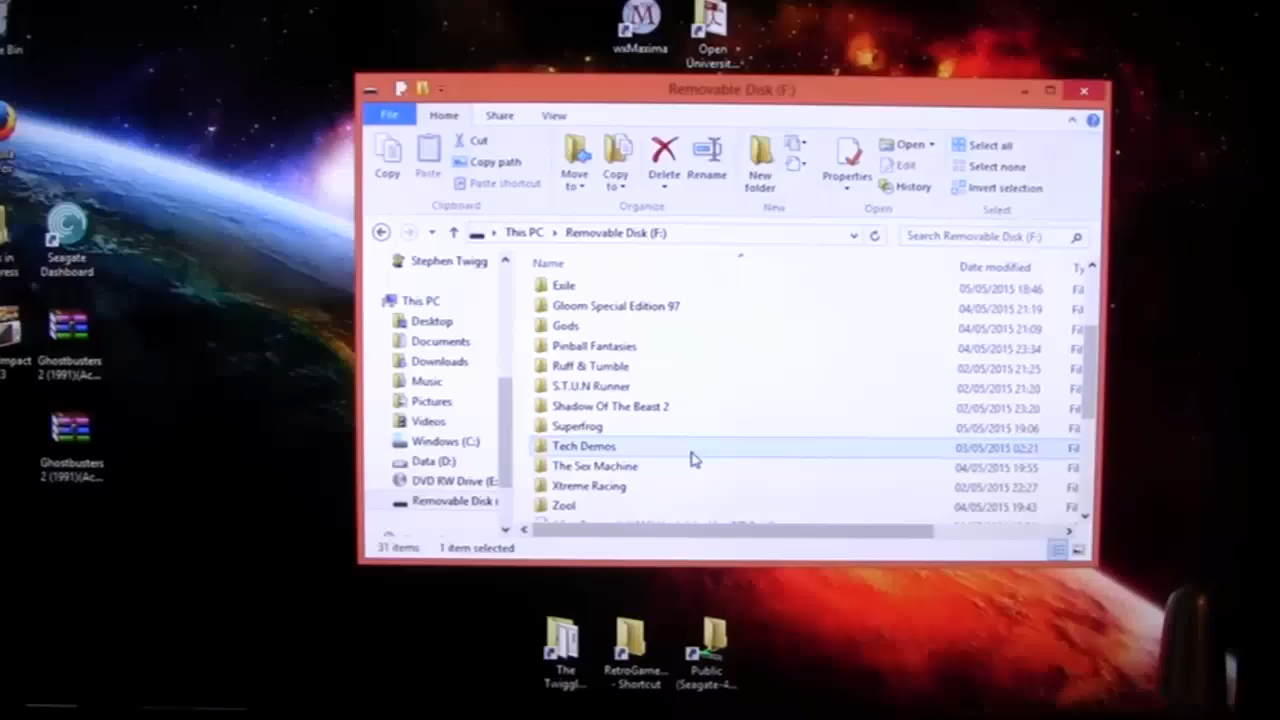 e Bin
wxMaxima
Open
Universit...
Removable Disk (F:)
File
Home
Share
View
Copy
Paste
Cut
Copy path
Paste shortcut
Move
to
Copy
to
Delete
Rename
New
folder
Properties
Open
Edit
History
Select all
Select none
Invert selection
Clipboard
Organize
New
Open
Select
This PC
Removable Disk (F:)
Search Removable Disk (F:)
Stephen Twigg
This PC
Desktop
Documents
Downloads
Music
Pictures
Videos
Windows (C:)
Data (D:)
DVD RW Drive (E:
Removable Disk (
Name
Date modified
Ty
Exile
05/05/2015 18:46
Fil
Gloom Special Edition 97
04/05/2015 21:19
Fil
Gods
04/05/2015 21:09
Fil
Pinball Fantasies
04/05/2015 23:34
Fil
Ruff & Tumble
02/05/2015 21:25
Fil
S.T.U.N Runner
02/05/2015 21:20
Fil
Shadow Of The Beast 2
02/05/2015 23:20
Fil
Superfrog
05/05/2015 19:06
Fil
Tech Demos
03/05/2015 02:21
Fil
The Sex Machine
04/05/2015 19:55
Fil
Xtreme Racing
02/05/2015 22:27
Fil
Zool
04/05/2015 19:43
Fil
31 items
1 item selected
Seagate
Dashboard
s in
press
Ghostbusters
2 (1991)(Ac...
mpact
3
Ghostbusters
2 (1991)(Ac...
The
Twiggl...
RetroGame...
- Shortcut
Public
(Seagate-4...